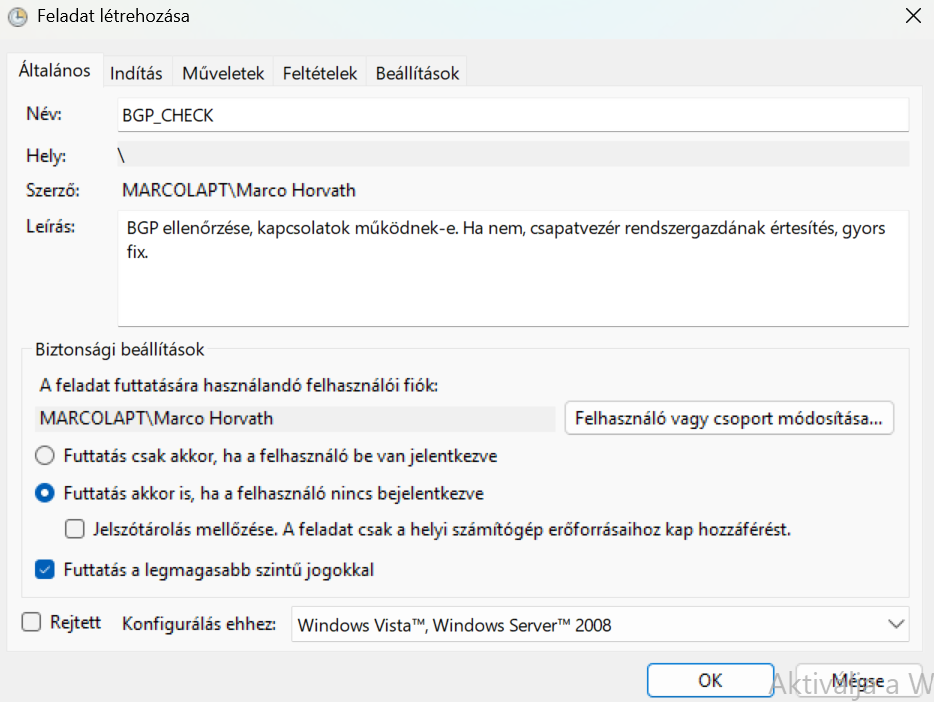 Feladat létrehozása
Általános Indítás Műveletek Feltételek Beállítások
Név: BGP_CHECK
Hely: \
Szerző: MARCOLAPT\Marco Horvath
Leírás: BGP ellenőrzése, kapcsolatok működnek-e. Ha nem, csapatvezér rendszergazdának értesítés, gyors
fix.
Biztonsági beállítások
A feladat futtatására használandó felhasználói fiók:
MARCOLAPT\Marco Horvath Felhasználó vagy csoport módosítása...
Futtatás csak akkor, ha a felhasználó be van jelentkezve
Futtatás akkor is, ha a felhasználó nincs bejelentkezve
Jelszótárolás mellőzése. A feladat csak a helyi számítógép erőforrásaihoz kap hozzáférést.
Futtatás a legmagasabb szintű jogokkal
Rejtett Konfigurálás ehhez: Windows Vista™, Windows Server™ 2008
OK Mégse
Aktiválja a W